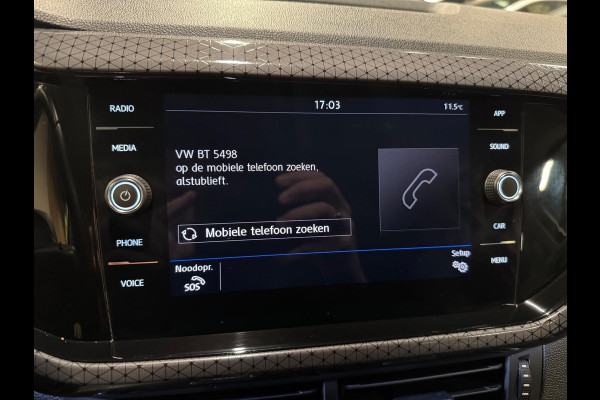 RADIO
MEDIA
PHONE
VOICE
17:03
11.5°C
VW BT 5498
op de mobiele telefoon zoeken,
alstublieft.
Mobiele telefoon zoeken
Noodopr.
SOS
Setup
APP
SOUND
CAR
MENU